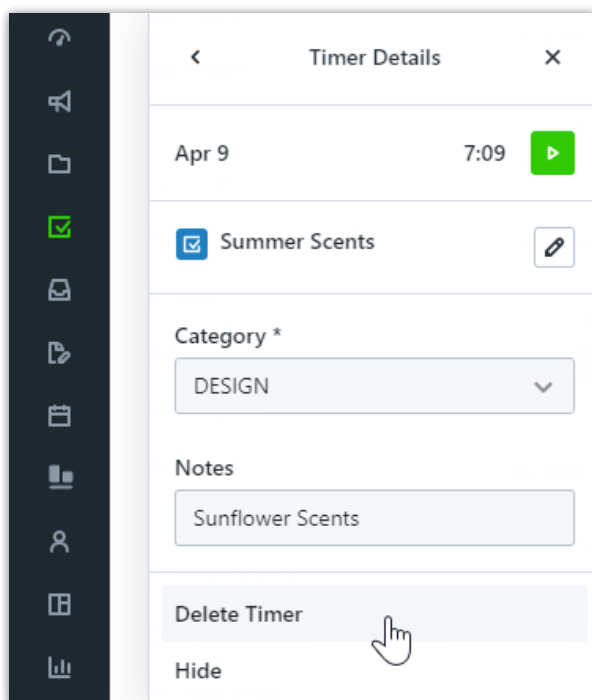 Timer Details
Apr 9 7:09
Summer Scents
Category *
DESIGN
Notes
Sunflower Scents
Delete Timer
Hide